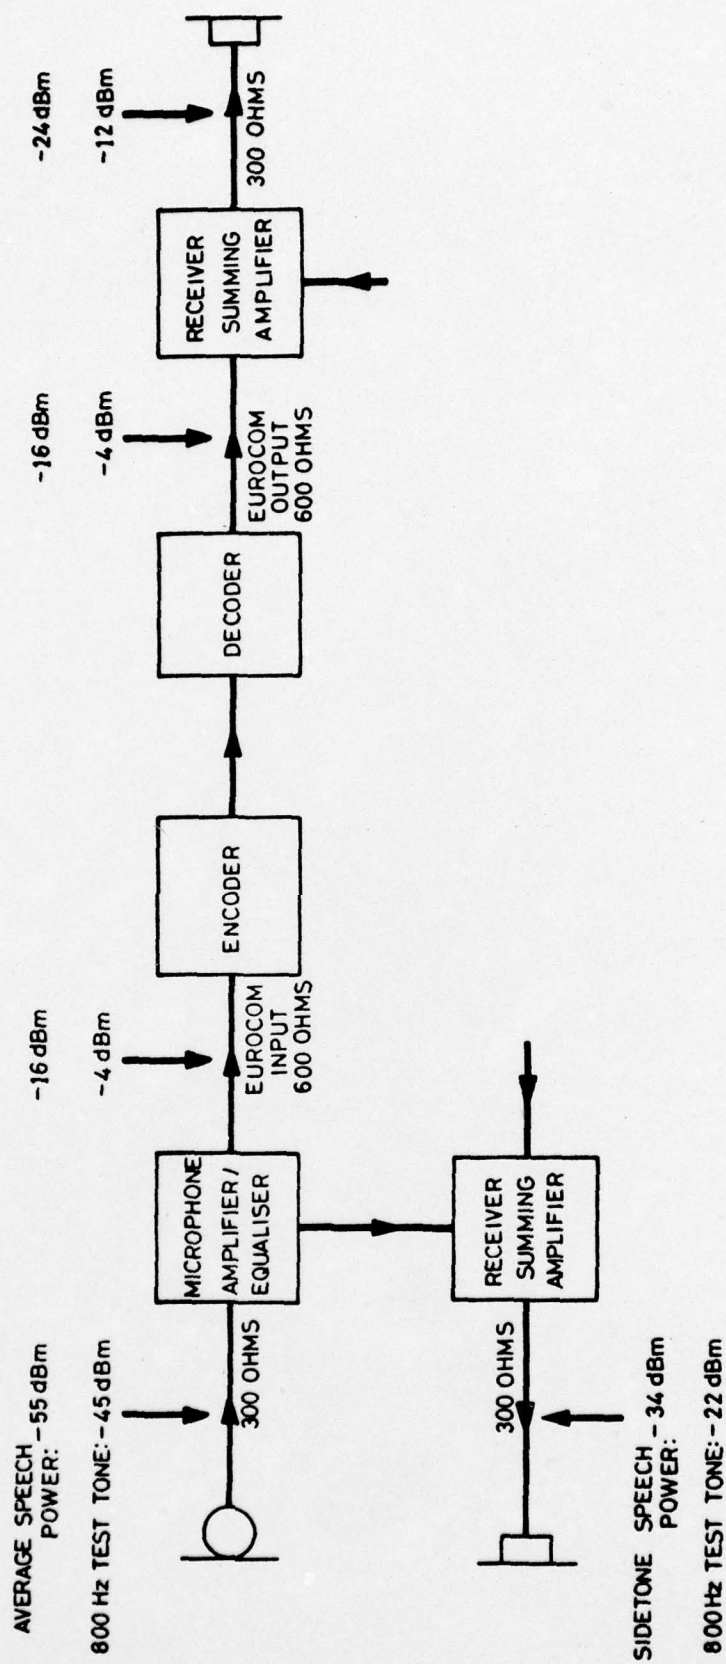 AVERAGE SPEECH
POWER: -55 dBm
-16 dBm
-16 dBm
-24 dBm
800 Hz TEST TONE:-45 dBm
-4 dBm
-4 dBm
-12 dBm
MICROPHONE
AMPLIFIER/
EQUALISER
ENCODER
DECODER
RECEIVER
SUMMING
AMPLIFIER
300 OHMS
EUROCOM
INPUT
600 OHMS
EUROCOM
OUTPUT
600 OHMS
300 OHMS
RECEIVER
SUMMING
AMPLIFIER
300 OHMS
SIDETONE SPEECH
POWER: -34 dBm
800Hz TEST TONE:-22 dBm